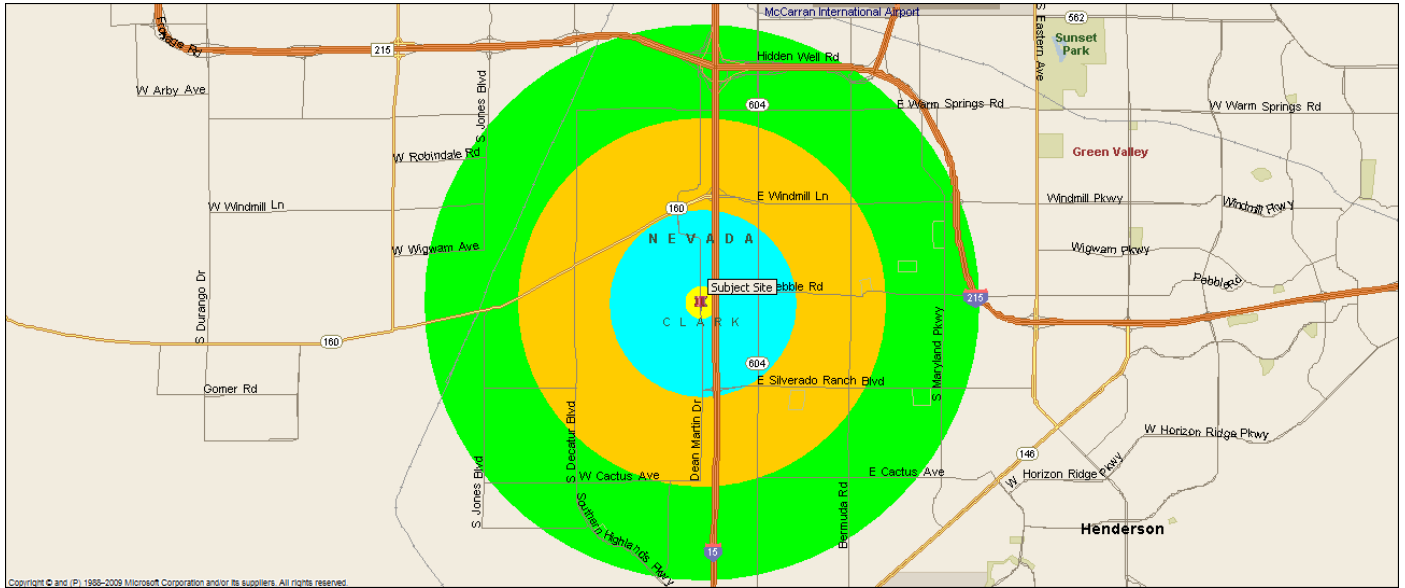 McCarran International Airport
S Eastern Ave
562
Frontage Rd
215
Sunset
Park
Hidden Well Rd
W Arby Ave
S Jones Blvd
604
E Warm Springs Rd
W Warm Springs Rd
W Robindale Rd
Green Valley
W Windmill Ln
160
E Windmill Ln
Windmill Pkwy
Windmill Pkwy
NEVADA
W Wigwam Ave
Wigwam Pkwy
S Durango Dr
Subject Site
ebble Rd
Pebble Rd
215
CLARK
160
S Maryland Pkwy
604
Gomer Rd
E Silverado Ranch Blvd
S Decatur Blvd
Dean Martin Dr
W Horizon Ridge Pkwy
146
W Cactus Ave
E Cactus Ave
W Horizon Ridge Pkwy
S Jones Blvd
Southern Highlands Pkwy
Bermuda Rd
Henderson
15
Copyright © and (P) 1988–2009 Microsoft Corporation and/or its suppliers. All rights reserved.